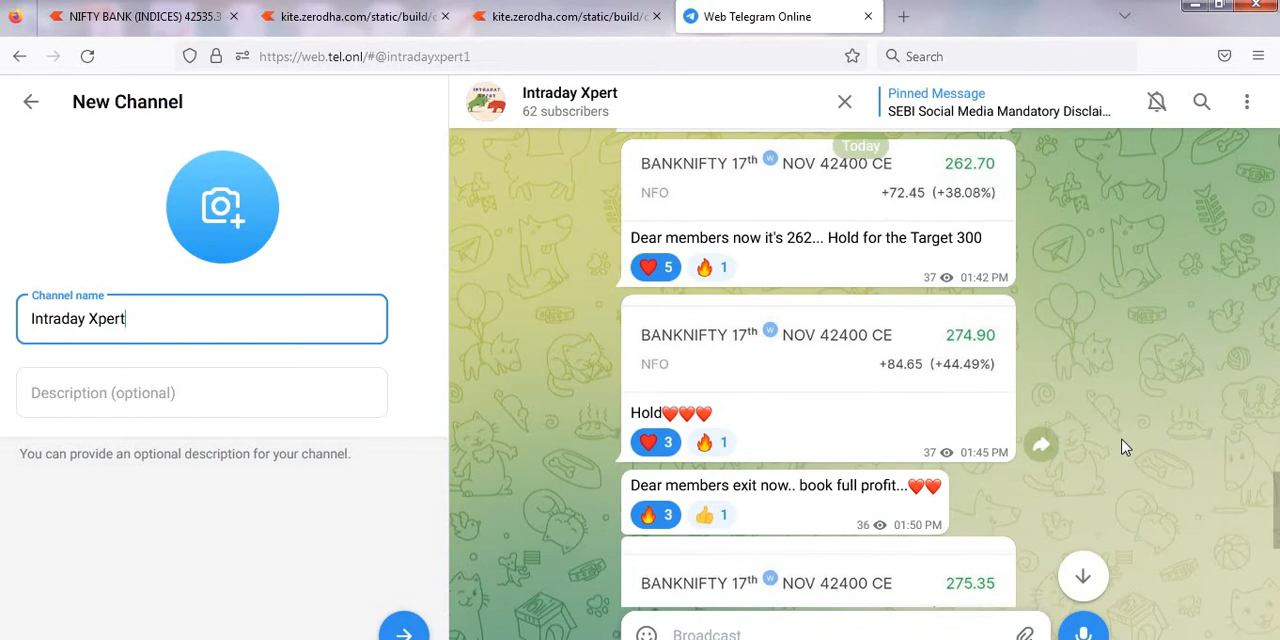 NIFTY BANK (INDICES) 42535.3
kite.zerodha.com/static/build/c
kite.zerodha.com/static/build/c
Web Telegram Online
https://web.tel.onl/#@intradayxpert1
Search
New Channel
Channel name
Intraday Xpert
Description (optional)
You can provide an optional description for your channel.
Intraday Xpert
62 subscribers
Pinned Message
SEBI Social Media Mandatory Disclai...
Today
BANKNIFTY 17th W NOV 42400 CE 262.70
NFO +72.45 (+38.08%)
Dear members now it's 262... Hold for the Target 300
❤️ 5 🔥 1
37 01:42 PM
BANKNIFTY 17th W NOV 42400 CE 274.90
NFO +84.65 (+44.49%)
Hold❤️❤️❤️
❤️ 3 🔥 1
37 01:45 PM
Dear members exit now.. book full profit...❤️❤️
🔥 3 👍 1
36 01:50 PM
BANKNIFTY 17th W NOV 42400 CE 275.35
Broadcast